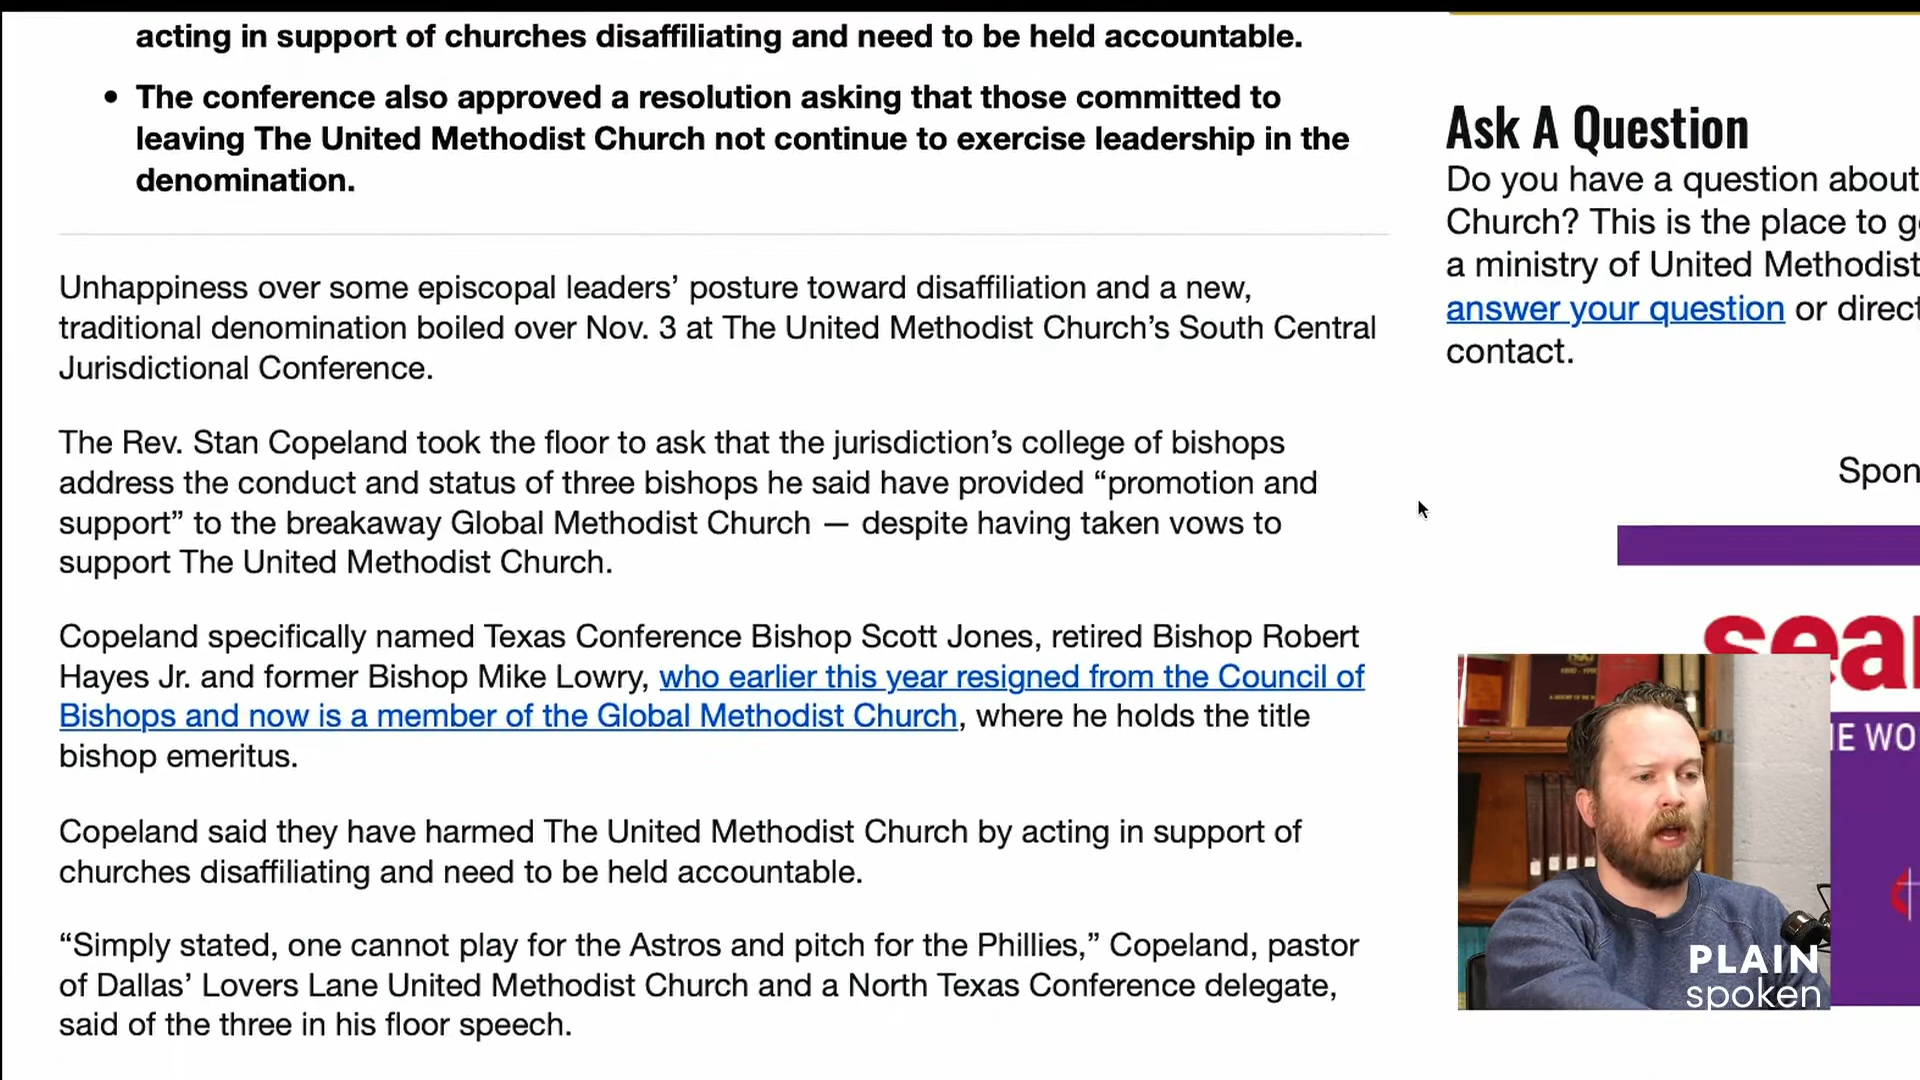 acting in support of churches disaffiliating and need to be held accountable.
• The conference also approved a resolution asking that those committed to
leaving The United Methodist Church not continue to exercise leadership in the
denomination.
Unhappiness over some episcopal leaders’ posture toward disaffiliation and a new,
traditional denomination boiled over Nov. 3 at The United Methodist Church’s South Central
Jurisdictional Conference.
The Rev. Stan Copeland took the floor to ask that the jurisdiction’s college of bishops
address the conduct and status of three bishops he said have provided “promotion and
support” to the breakaway Global Methodist Church — despite having taken vows to
support The United Methodist Church.
Copeland specifically named Texas Conference Bishop Scott Jones, retired Bishop Robert
Hayes Jr. and former Bishop Mike Lowry, who earlier this year resigned from the Council of
Bishops and now is a member of the Global Methodist Church, where he holds the title
bishop emeritus.
Copeland said they have harmed The United Methodist Church by acting in support of
churches disaffiliating and need to be held accountable.
“Simply stated, one cannot play for the Astros and pitch for the Phillies,” Copeland, pastor
of Dallas’ Lovers Lane United Methodist Church and a North Texas Conference delegate,
said of the three in his floor speech.
Ask A Question
Do you have a question about
Church? This is the place to g
a ministry of United Methodist
answer your question or direct
contact.
Spon
sea
E WO
PLAIN
spoken